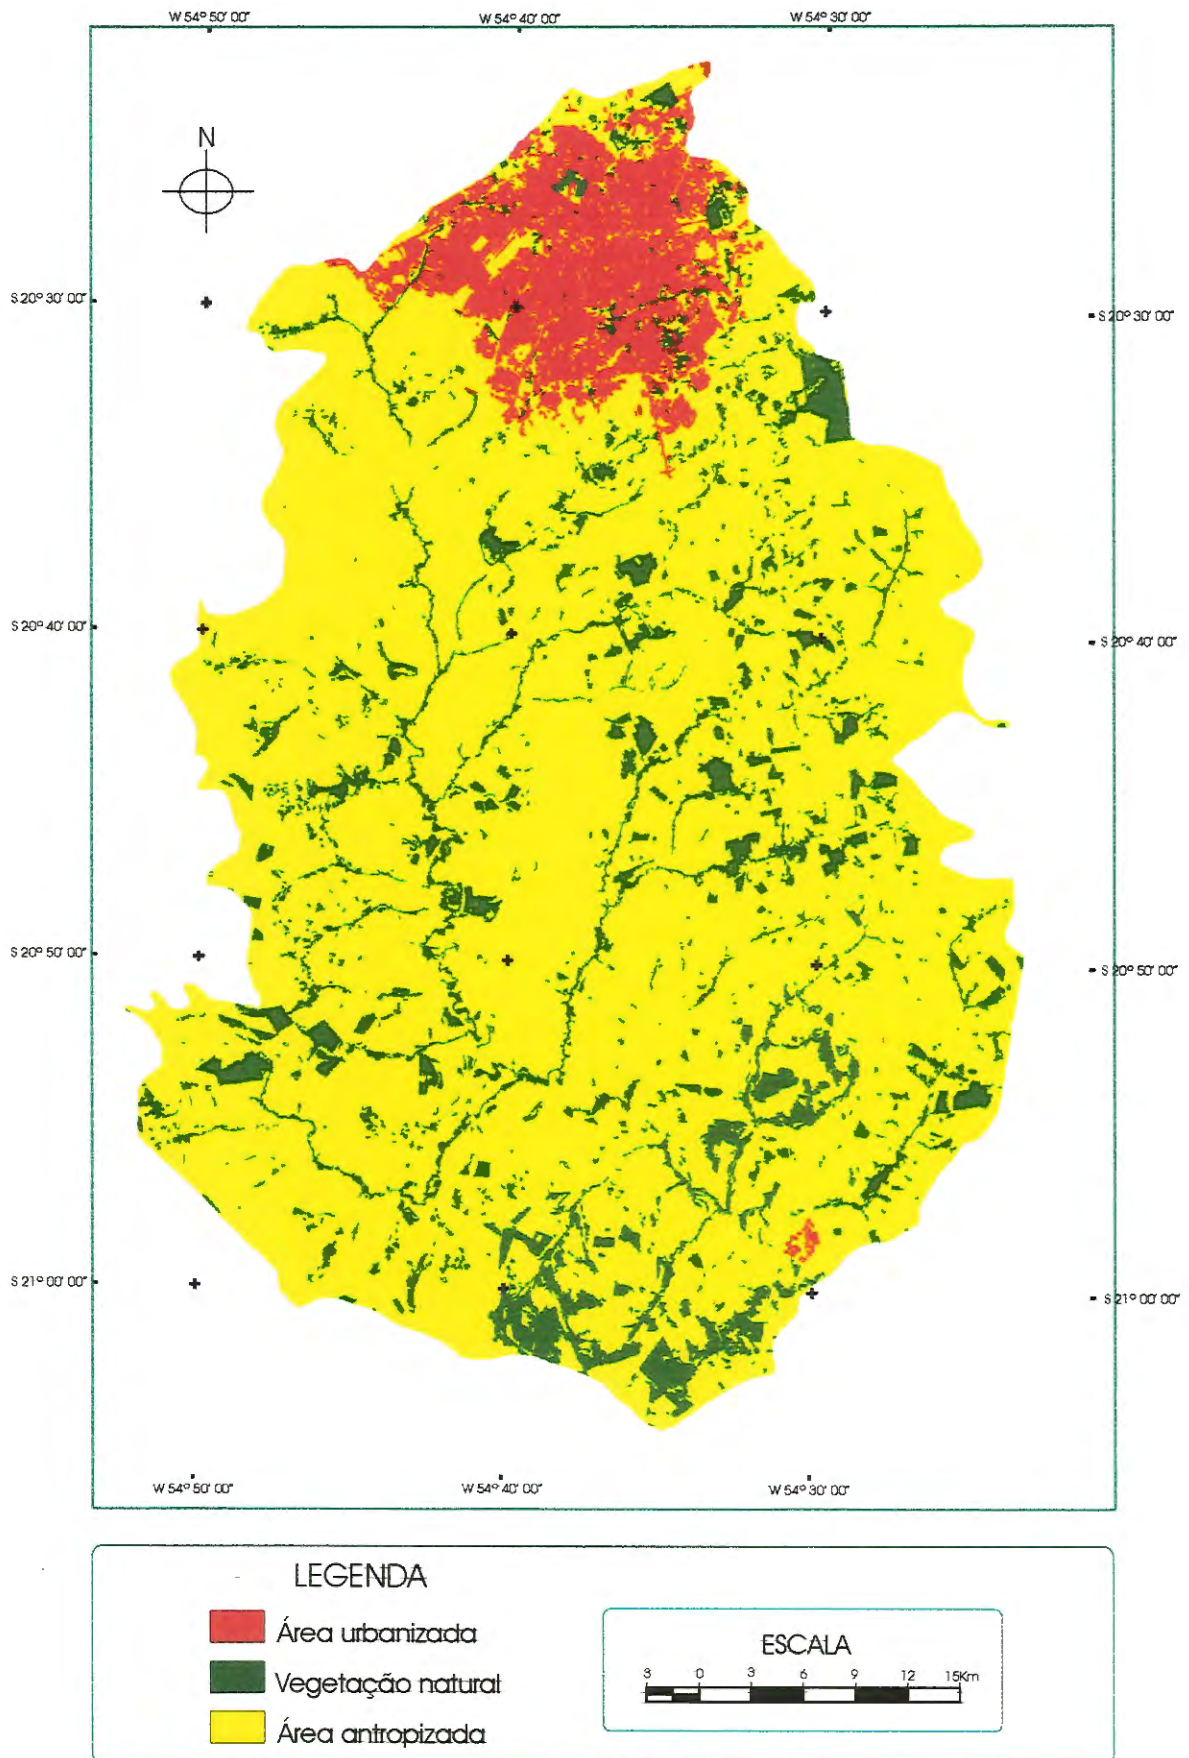 W 54° 50' 00" W 54° 40' 00" W 54° 30' 00"
N
S 20° 30' 00" S 20° 30' 00"
S 20° 40' 00" S 20° 40' 00"
S 20° 50' 00" S 20° 50' 00"
S 21° 00' 00" S 21° 00' 00"
W 54° 50' 00" W 54° 40' 00" W 54° 30' 00"
LEGENDA
Área urbanizada
Vegetação natural
Área antropizada
ESCALA
3 0 3 6 9 12 15Km